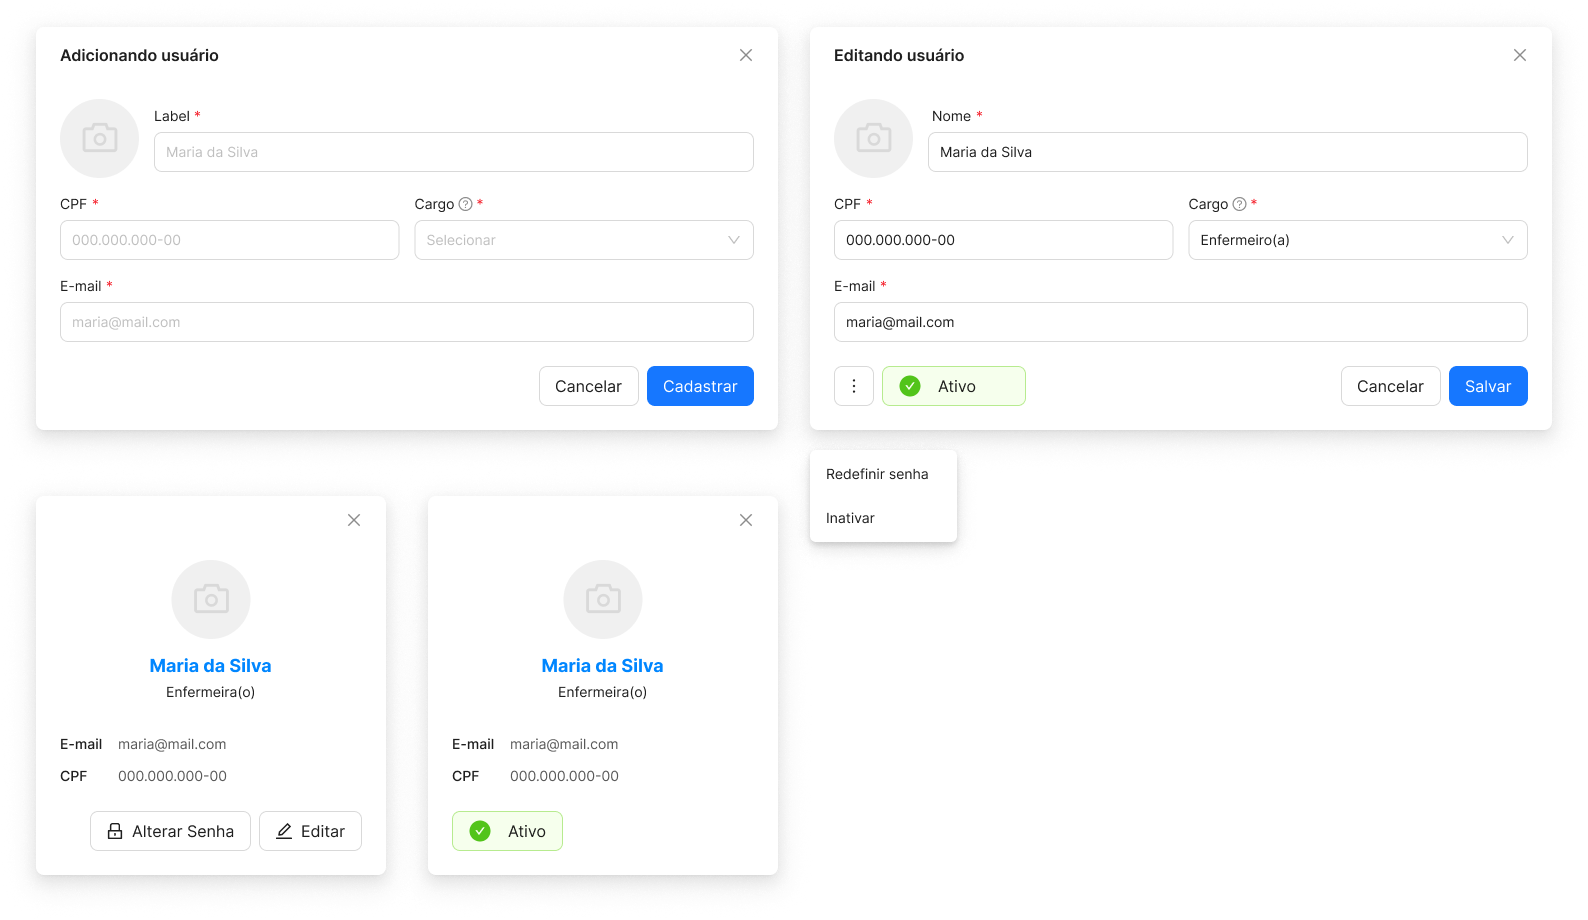 Adicionando usuário
Label *
Maria da Silva
CPF *
Cargo ? *
000.000.000-00
Selecionar
E-mail *
maria@mail.com
Cancelar
Cadastrar
Editando usuário
Nome *
Maria da Silva
CPF *
Cargo ? *
000.000.000-00
Enfermeiro(a)
E-mail *
maria@mail.com
Ativo
Cancelar
Salvar
Redefinir senha
Inativar
Maria da Silva
Enfermeira(o)
E-mail maria@mail.com
CPF 000.000.000-00
Alterar Senha
Editar
Maria da Silva
Enfermeira(o)
E-mail maria@mail.com
CPF 000.000.000-00
Ativo